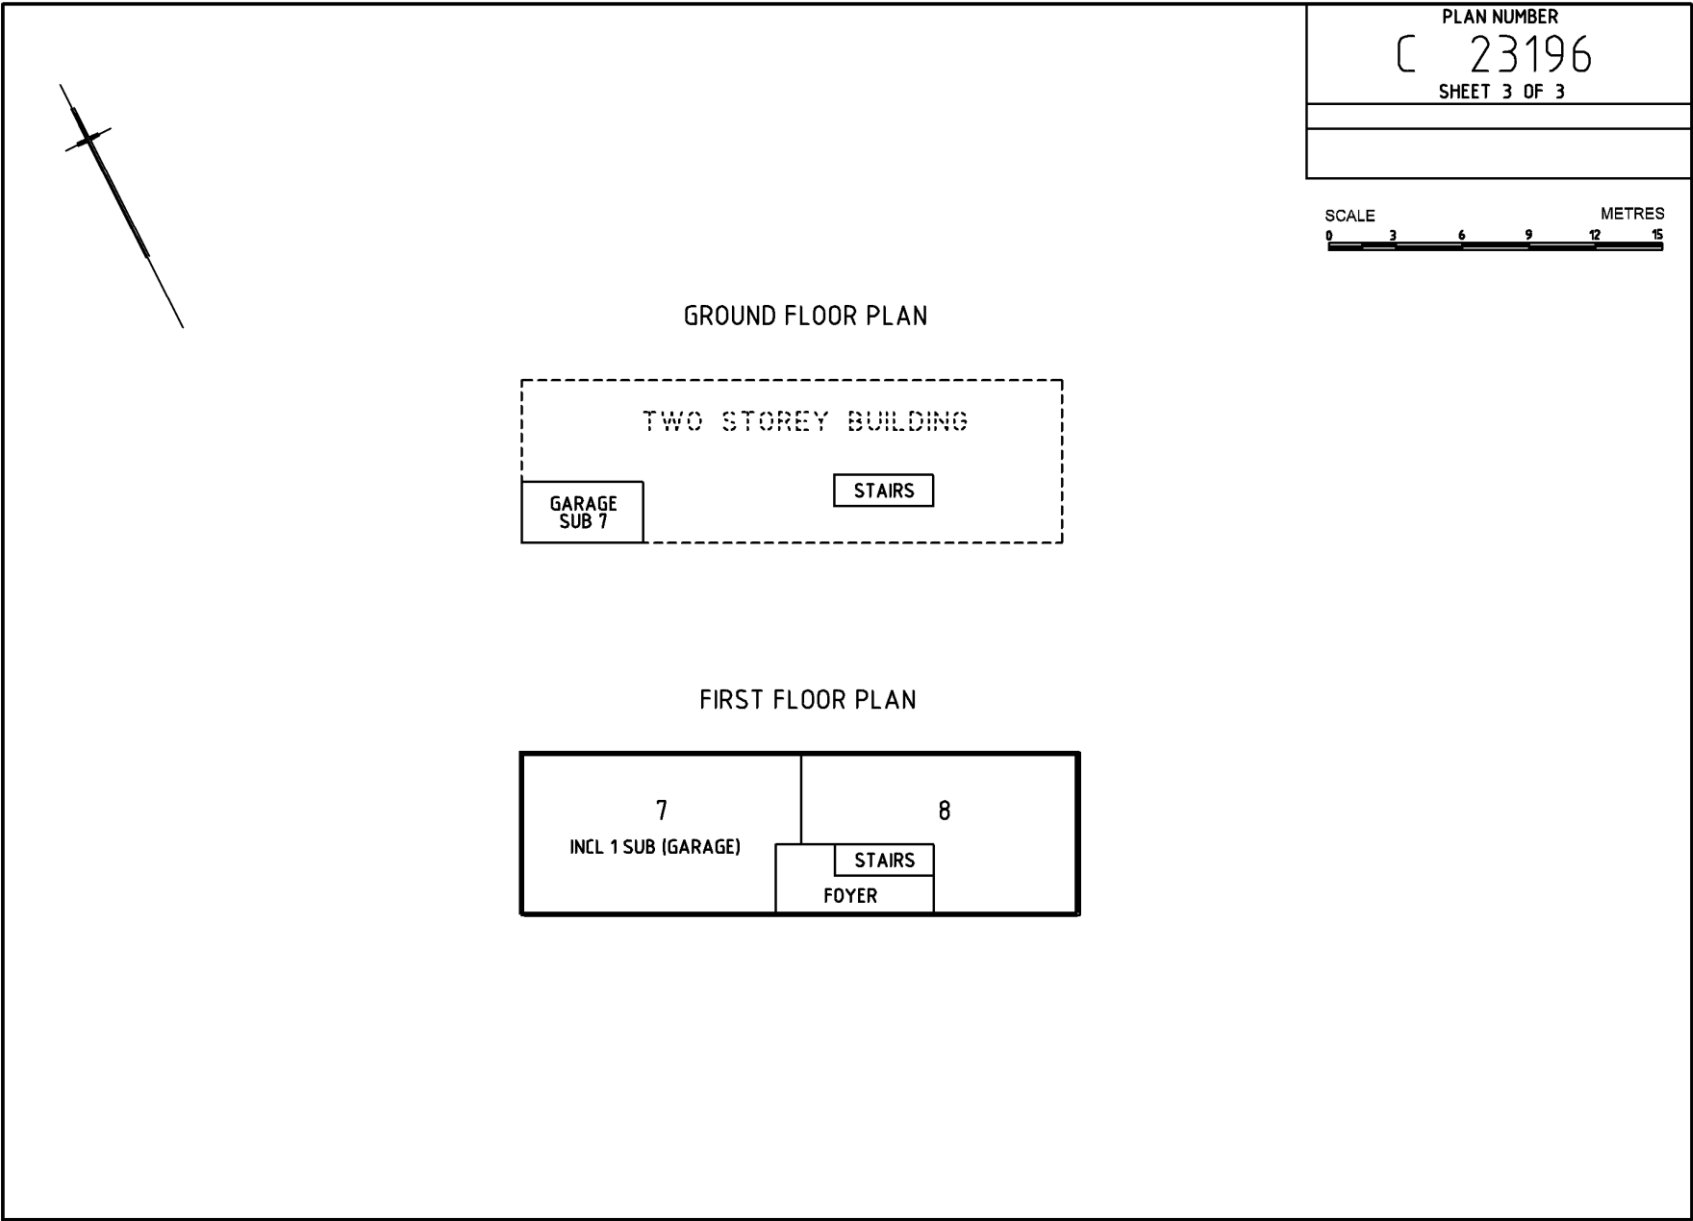 PLAN NUMBER
C 23196
SHEET 3 OF 3
SCALE METRES
0 3 6 9 12 15
GROUND FLOOR PLAN
TWO STOREY BUILDING
STAIRS
GARAGE
SUB 7
FIRST FLOOR PLAN
7
INCL 1 SUB (GARAGE)
8
STAIRS
FOYER